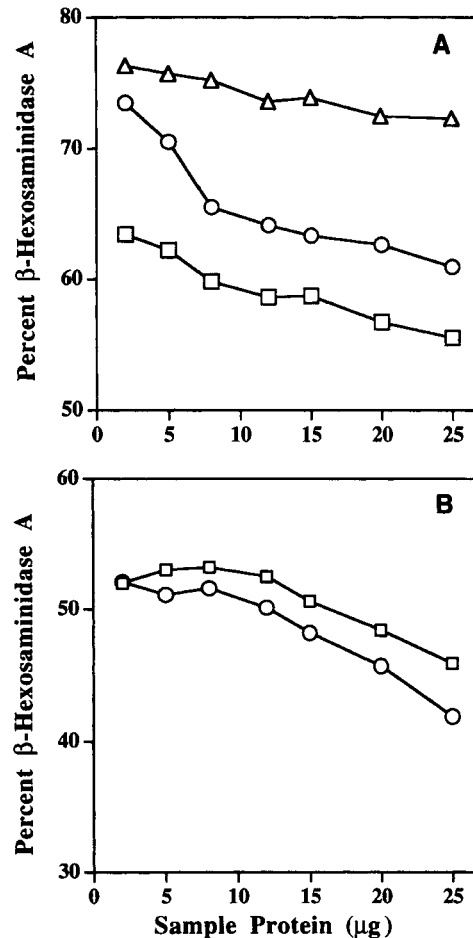 80
A
70
60
50
Percent β-Hexosaminidase A
0 5 10 15 20 25
60
B
50
40
30
Percent β-Hexosaminidase A
0 5 10 15 20 25
Sample Protein (μg)